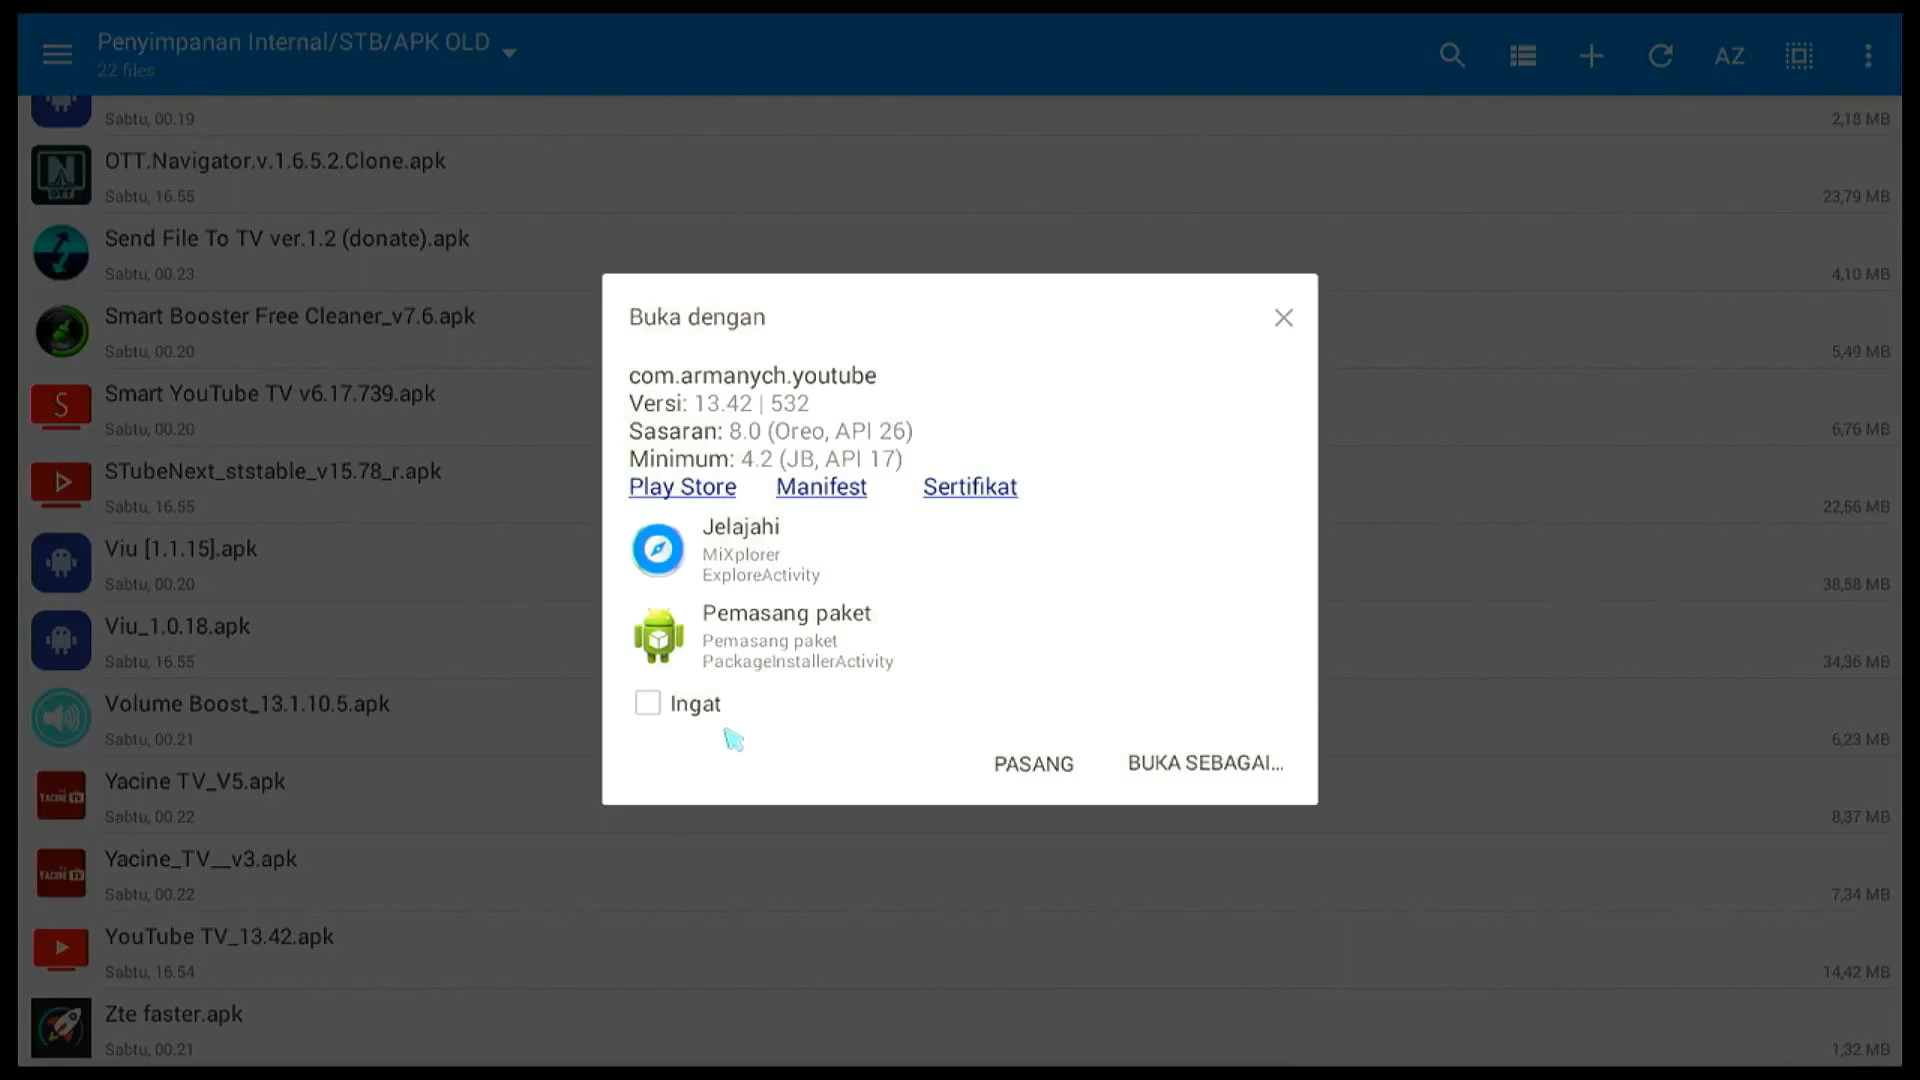 Penyimpanan Internal/STB/APK OLD
22 files
AZ
Sabtu, 00.19
2,18 MB
OTT.Navigator.v.1.6.5.2.Clone.apk
Sabtu, 16.55
23,79 MB
N
OTT
Send File To TV ver.1.2 (donate).apk
Sabtu, 00.23
4,10 MB
Smart Booster Free Cleaner_v7.6.apk
Sabtu, 00.20
5,49 MB
S
Smart YouTube TV v6.17.739.apk
Sabtu, 00.20
6,76 MB
STubeNext_ststable_v15.78_r.apk
Sabtu, 16.55
22,56 MB
Viu [1.1.15].apk
Sabtu, 00.20
38,58 MB
Viu_1.0.18.apk
Sabtu, 16.55
34,36 MB
Volume Boost_13.1.10.5.apk
Sabtu, 00.21
6,23 MB
YACINE TV
Yacine TV_V5.apk
Sabtu, 00.22
8,37 MB
YACINE TV
Yacine_TV__v3.apk
Sabtu, 00.22
7,34 MB
YouTube TV_13.42.apk
Sabtu, 16.54
14,42 MB
Zte faster.apk
Sabtu, 00.21
1,32 MB
Buka dengan
com.armanych.youtube
Versi: 13.42 | 532
Sasaran: 8.0 (Oreo, API 26)
Minimum: 4.2 (JB, API 17)
Play Store Manifest Sertifikat
Jelajahi
MiXplorer
ExploreActivity
Pemasang paket
Pemasang paket
PackageInstallerActivity
Ingat
PASANG BUKA SEBAGAI...